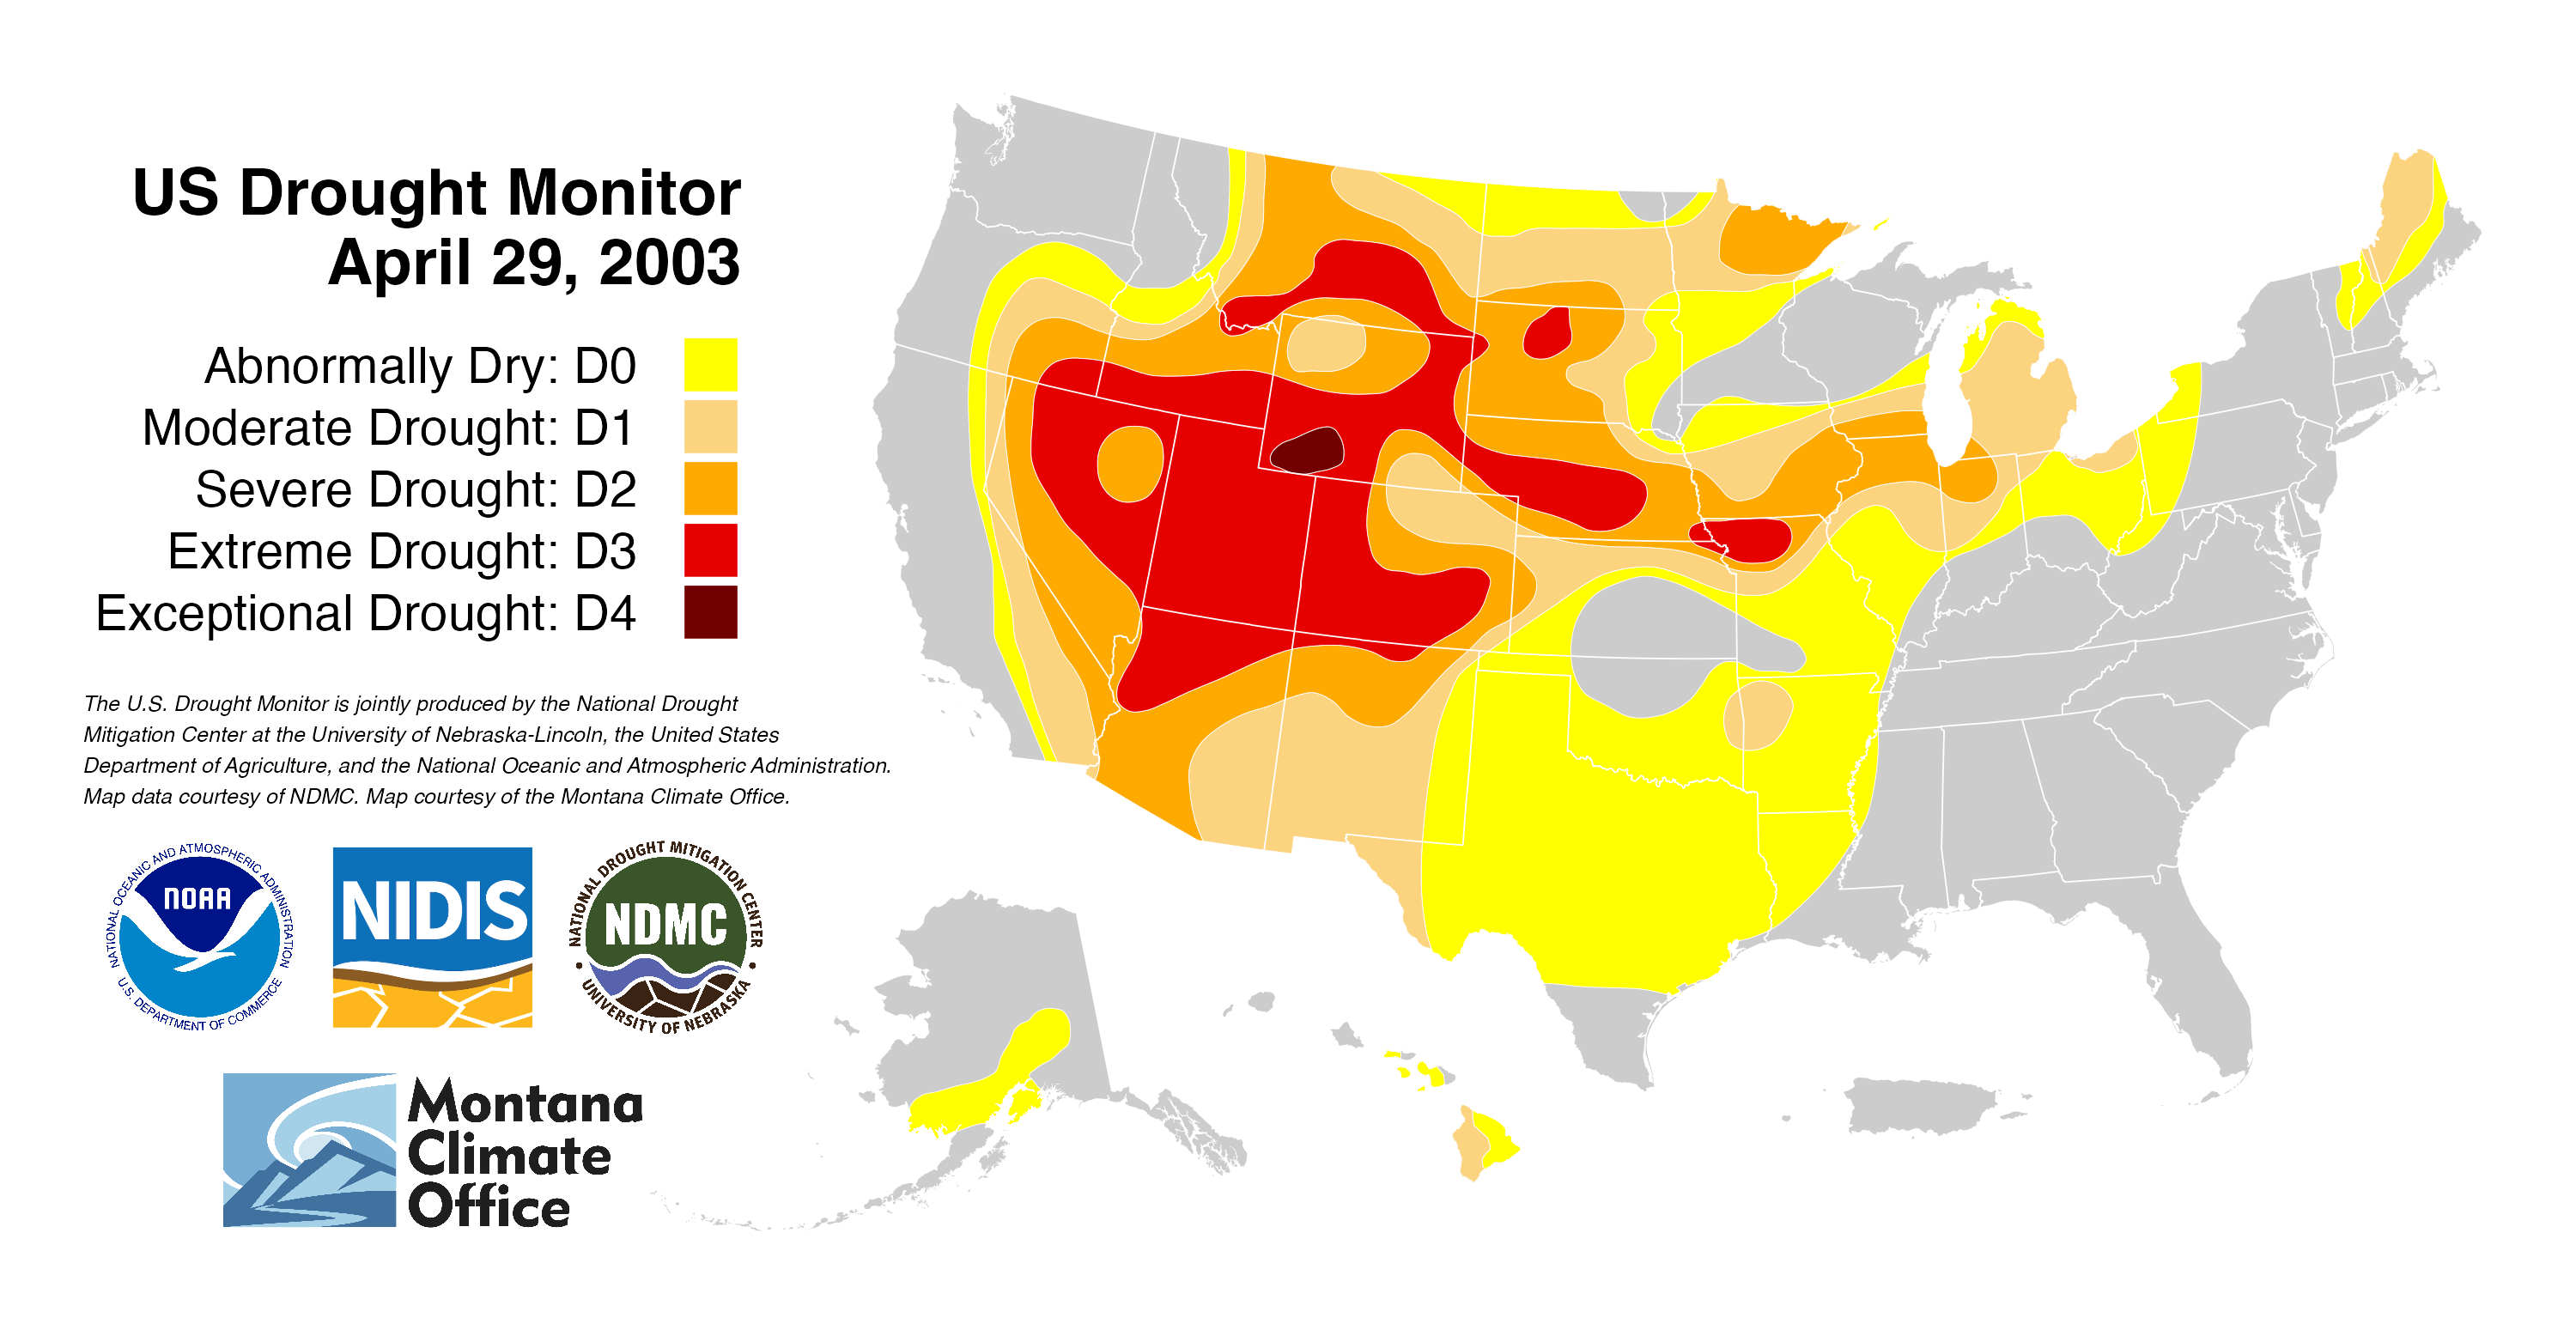 US Drought Monitor
April 29, 2003
Abnormally Dry: D0
Moderate Drought: D1
Severe Drought: D2
Extreme Drought: D3
Exceptional Drought: D4
The U.S. Drought Monitor is jointly produced by the National Drought
Mitigation Center at the University of Nebraska-Lincoln, the United States
Department of Agriculture, and the National Oceanic and Atmospheric Administration.
Map data courtesy of NDMC. Map courtesy of the Montana Climate Office.
NATIONAL OCEANIC AND ATMOSPHERIC ADMINISTRATION
NOAA
U.S. DEPARTMENT OF COMMERCE
NIDIS
NATIONAL DROUGHT MITIGATION CENTER
NDMC
UNIVERSITY OF NEBRASKA
Montana
Climate
Office